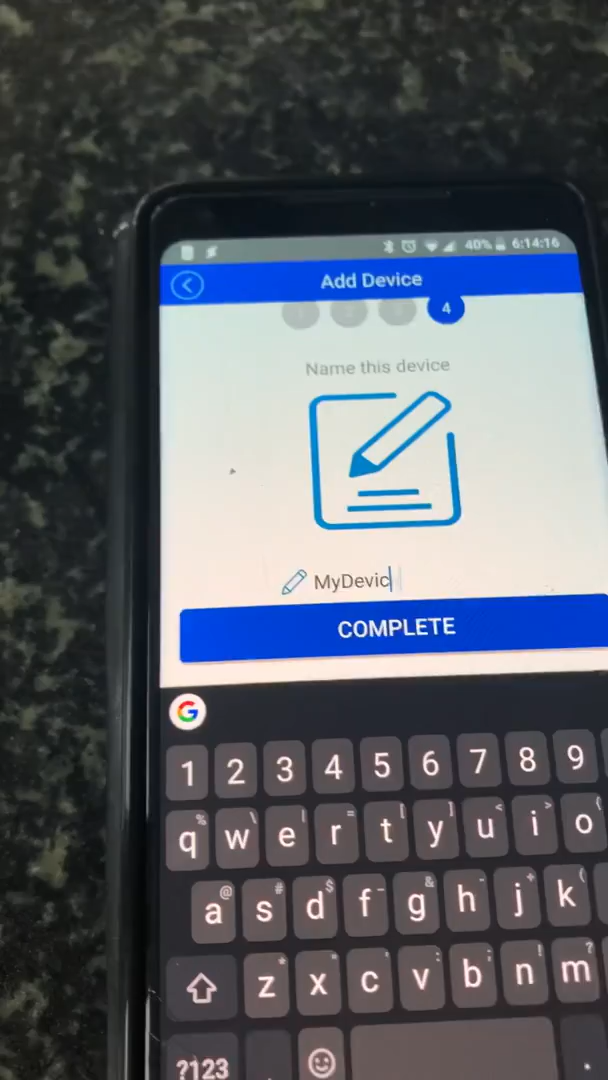 40% 6:14:16
Add Device
4
Name this device
MyDevic
COMPLETE
G
1 2 3 4 5 6 7 8 9
% \ | = [ ] < > {
q w e r t y u i o
@ # $ & - + (
a s d f g h j k
* " ' : ; ! ?
z x c v b n m
?123 .